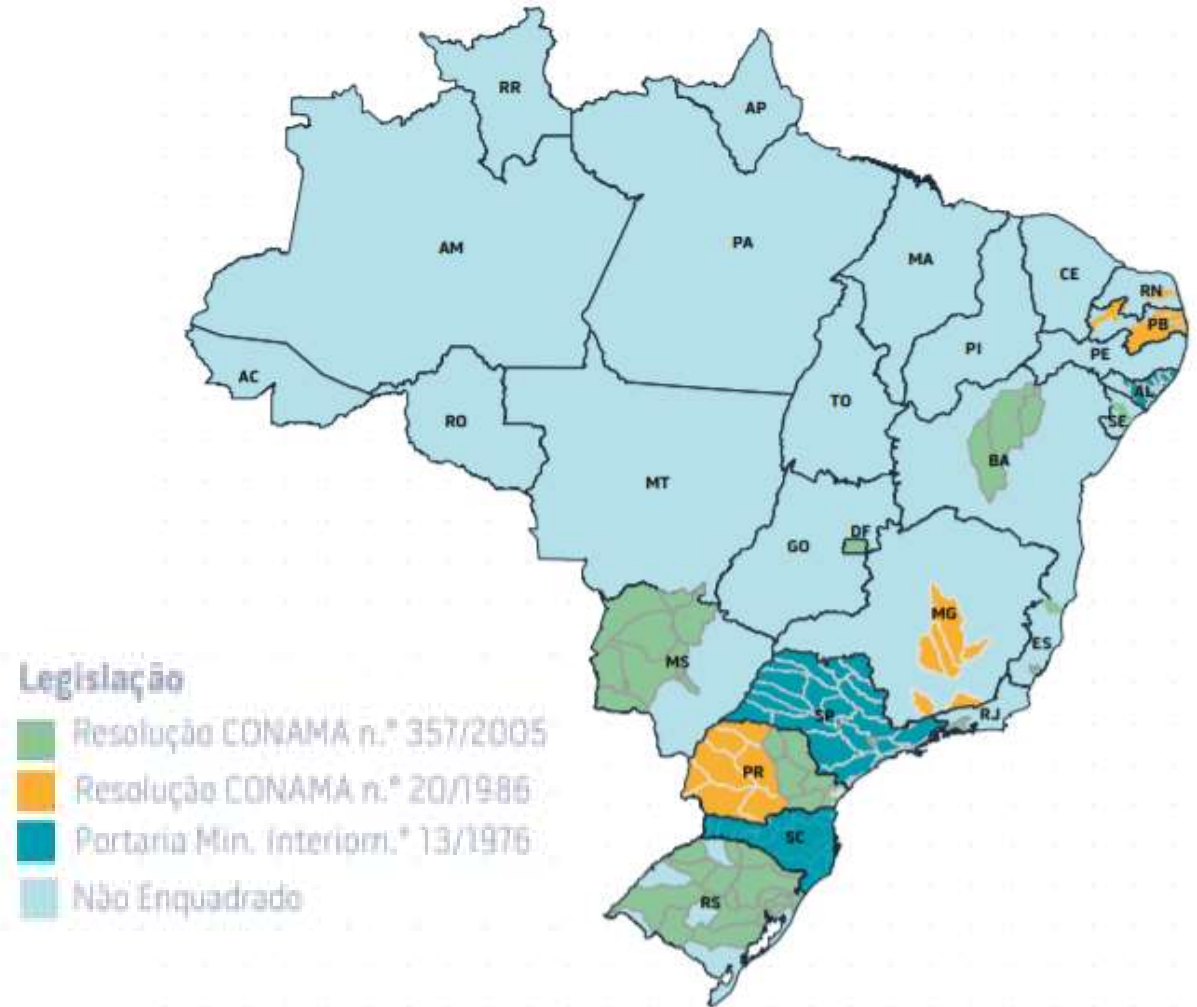 RR
AP
AM
PA
MA
CE
RN
PB
PI
PE
AC
AL
TO
RO
SE
BA
MT
DF
GO
MG
ES
MS
Legislação
SP
RJ
Resolução CONAMA n.° 357/2005
PR
Resolução CONAMA n.° 20/1986
Portaria Min. Interiorn.° 13/1976
SC
Não Enquadrado
RS